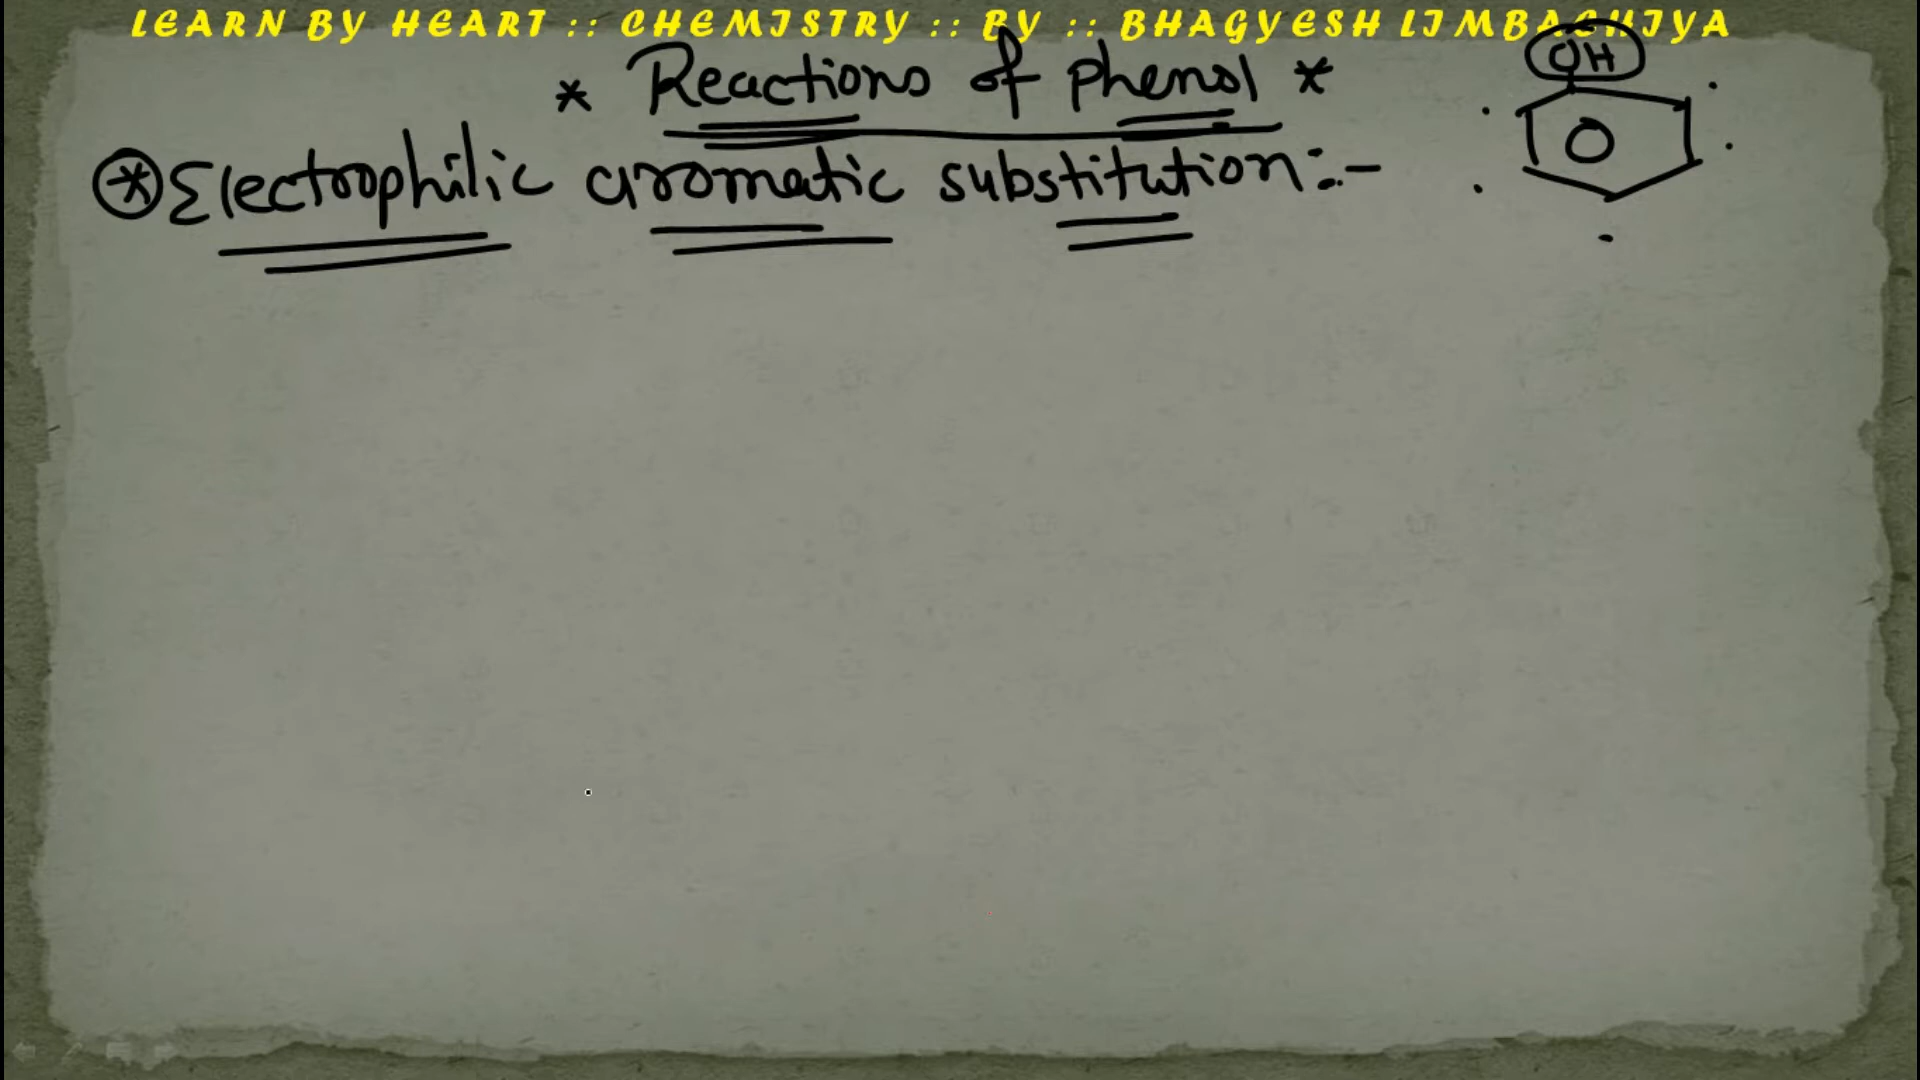 LEARN BY HEART :: CHEMISTRY :: BY :: BHAGYESH LIMBACHIYA
* Reactions of phenol *
OH
* Electrophilic aromatic substitution :-